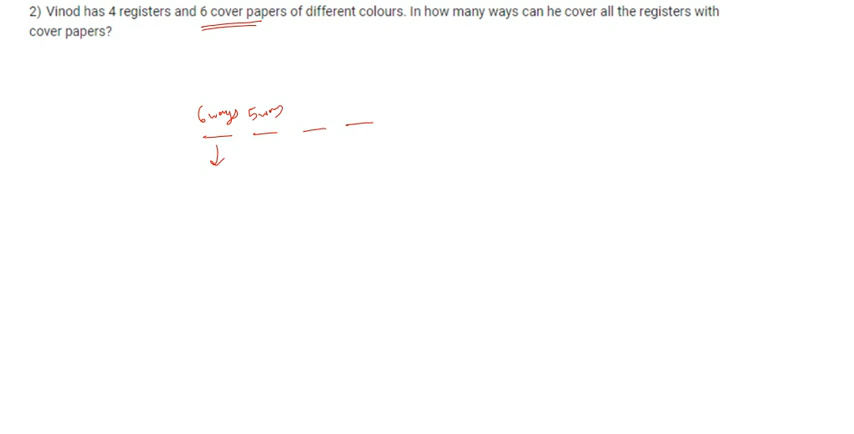 2) Vinod has 4 registers and 6 cover papers of different colours. In how many ways can he cover all the registers with
cover papers?
6 ways 5 ways